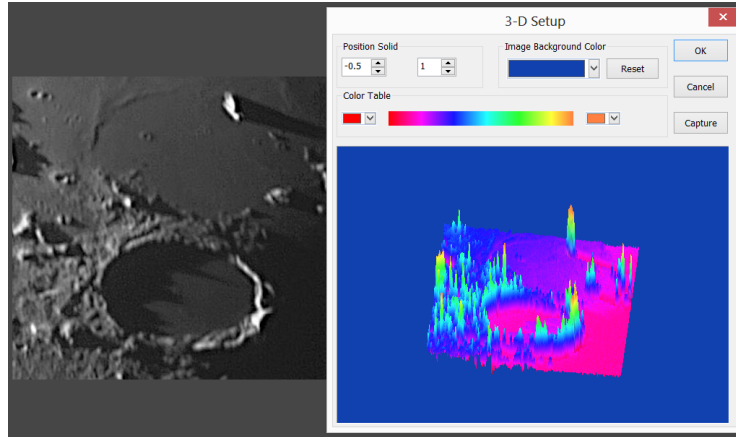 3-D Setup
Position Solid
-0.5
1
Image Background Color
Reset
OK
Color Table
Cancel
Capture